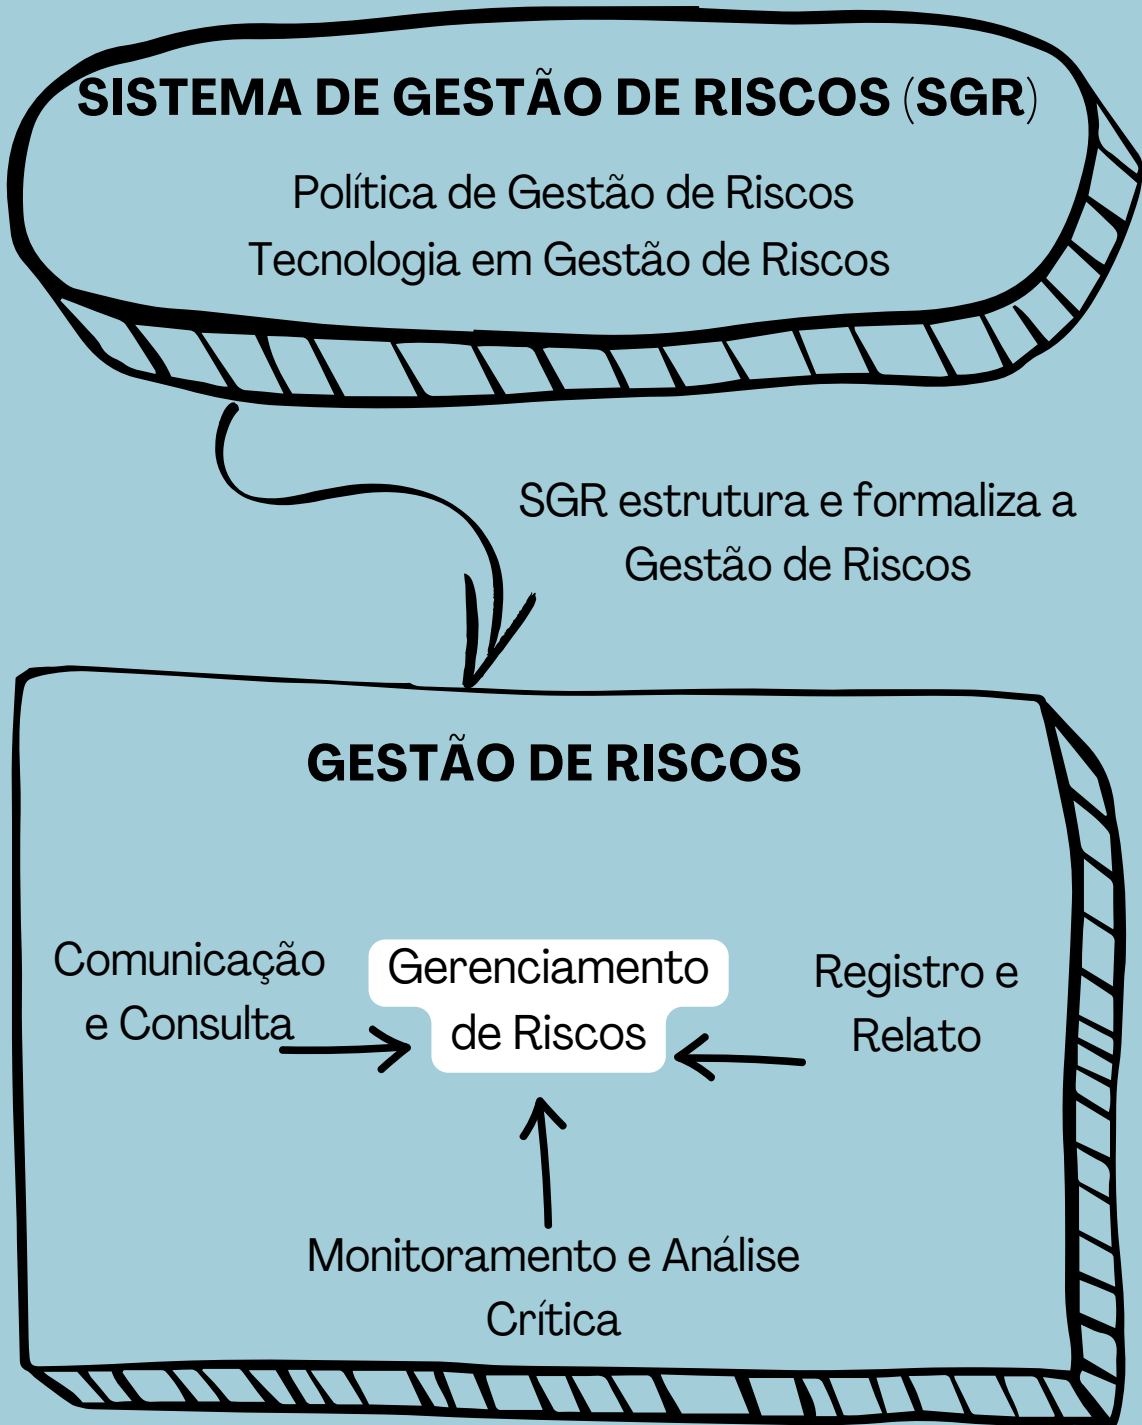 SISTEMA DE GESTÃO DE RISCOS (SGR)
Política de Gestão de Riscos
Tecnologia em Gestão de Riscos
SGR estrutura e formaliza a
Gestão de Riscos
GESTÃO DE RISCOS
Comunicação
e Consulta
Gerenciamento
de Riscos
Registro e
Relato
Monitoramento e Análise
Crítica